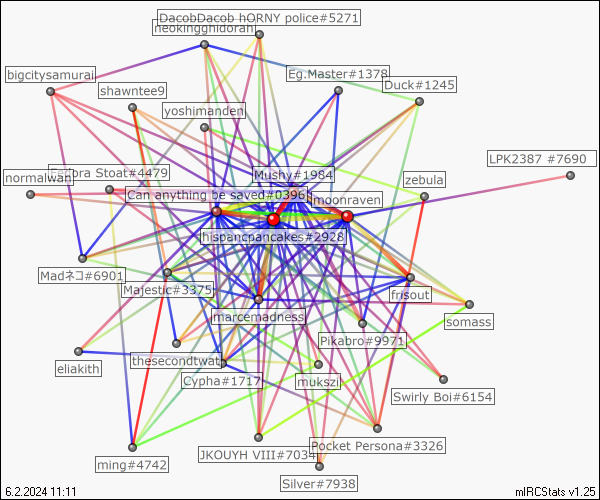 DacobDacob hORNY police#5271
neokingghidorah
bigcitysamurai
Eg.Master#1378
Duck#1245
shawntee9
yoshimanden
LPK2387 #7690
normalwan
Stoat#4479
Mushy#1984
zebula
Can anything be saved#0396
moonraven
hispanicpancakes#2928
Madネコ#6901
Majestic#3375
frisout
marcemadness
somass
Pikabro#9971
eliakith
thesecondtwat
Cypha#1717
mukszi
Swirly Boi#6154
JKOUYH VIII#7034
Pocket Persona#3326
ming#4742
Silver#7938
6.2.2024 11:11
mIRCStats v1.25